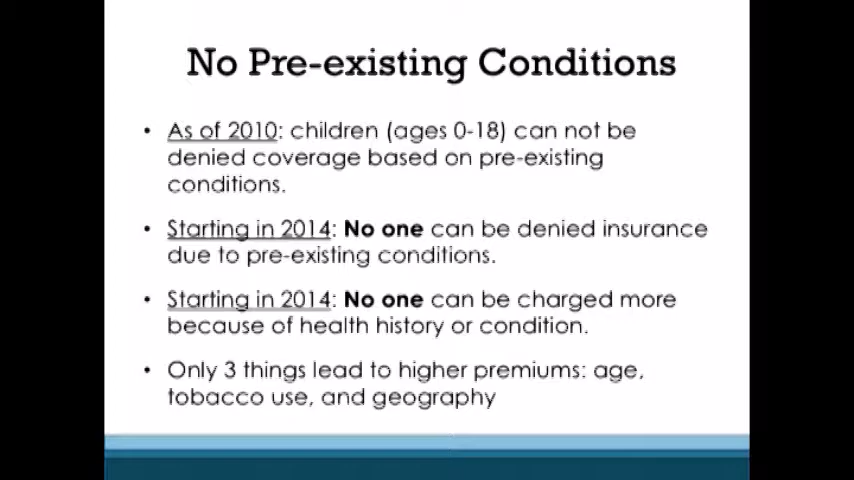 No Pre-existing Conditions
• As of 2010: children (ages 0-18) can not be
denied coverage based on pre-existing
conditions.
• Starting in 2014: No one can be denied insurance
due to pre-existing conditions.
• Starting in 2014: No one can be charged more
because of health history or condition.
• Only 3 things lead to higher premiums: age,
tobacco use, and geography